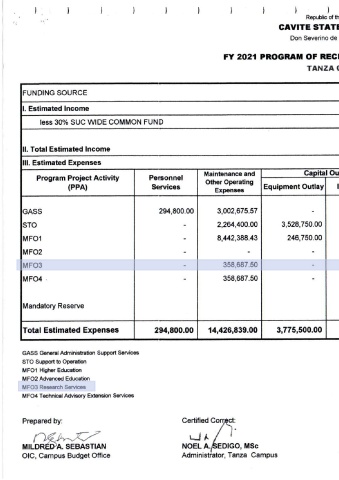 Republic of th
CAVITE STATE
Don Severino de
FY 2021 PROGRAM OF REC
TANZA C
FUNDING SOURCE
I. Estimated Income
less 30% SUC WIDE COMMON FUND
II. Total Estimated Income
III. Estimated Expenses
Program Project Activity (PPA) Personnel Services Maintenance and Other Operating Expenses Capital Ou
Equipment Outlay
GASS 294,800.00 3,002,675.57 -
STO - 2,264,400.00 3,528,750.00
MFO1 - 8,442,388.43 246,750.00
MFO2 - - -
MFO3 - 358,687.50 -
MFO4 - 358,687.50 -
Mandatory Reserve
Total Estimated Expenses 294,800.00 14,426,839.00 3,775,500.00
GASS General Administration Support Services
STO Support to Operation
MFO1 Higher Education
MFO2 Advanced Education
MFO3 Research Services
MFO4 Technical Advisory Extension Services
Prepared by: Certified Correct:
MILDRED A. SEBASTIAN NOEL A. SEDIGO, MSc
OIC, Campus Budget Office Administrator, Tanza Campus